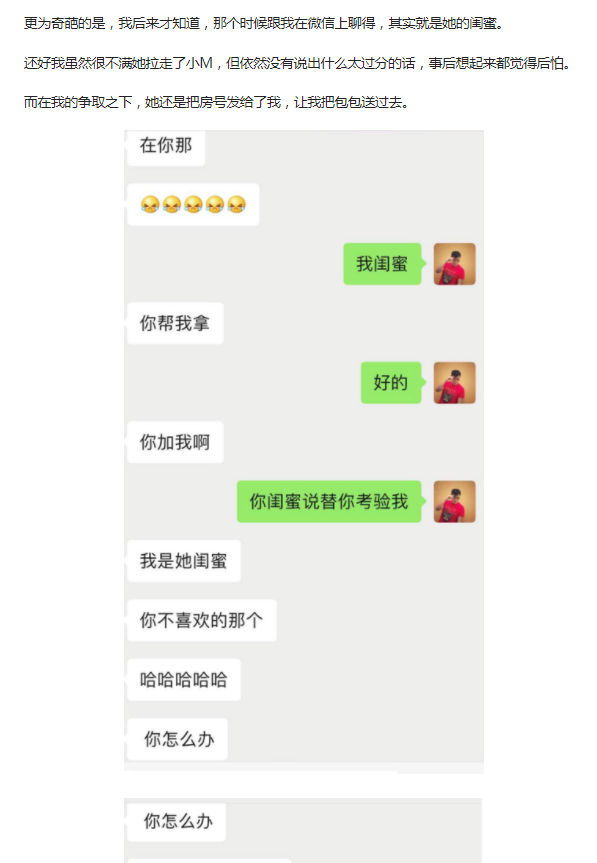 更为奇葩的是，我后来才知道，那个时候跟我在微信上聊得，其实就是她的闺蜜。
还好我虽然很不满她拉走了小M，但依然没有说出什么太过分的话，事后想起来都觉得后怕。
而在我的争取之下，她还是把房号发给了我，让我把包包送过去。
在你那
我闺蜜
你帮我拿
好的
你加我啊
你闺蜜说替你考验我
我是她闺蜜
你不喜欢的那个
哈哈哈哈哈
你怎么办
你怎么办